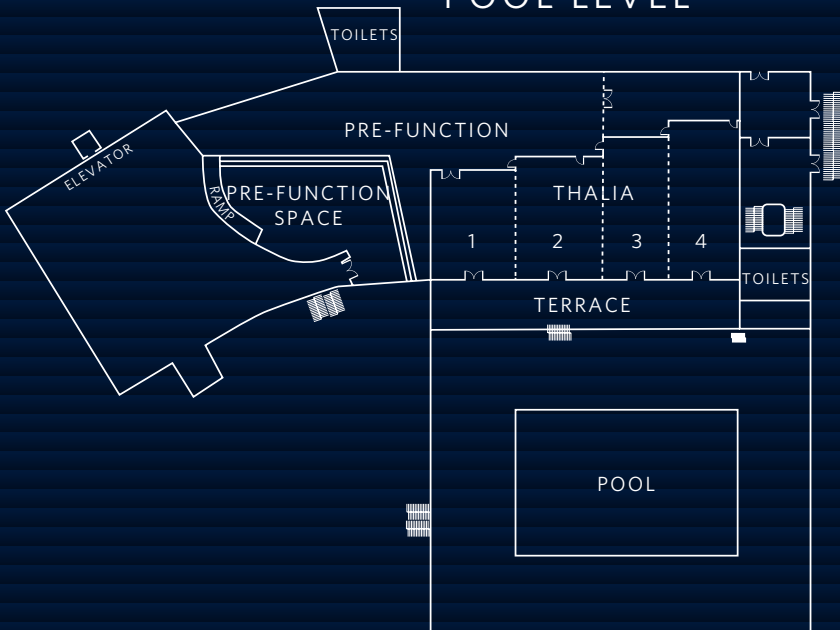 POOL LEVEL
TOILETS
PRE-FUNCTION
ELEVATOR
RAMP
PRE-FUNCTION
SPACE
THALIA
1
2
3
4
TOILETS
TERRACE
POOL